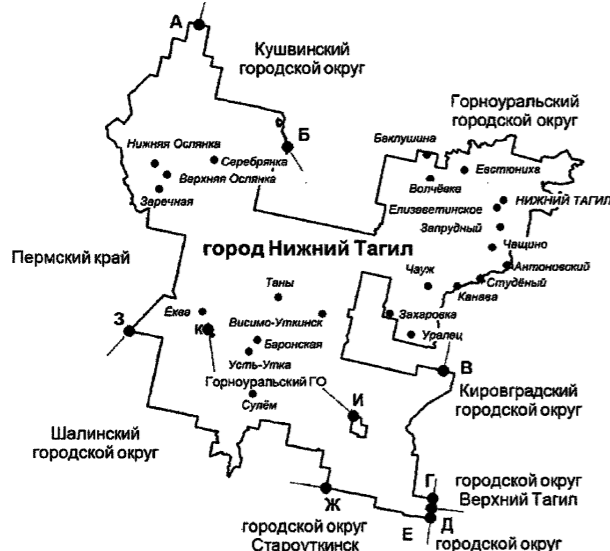 А
Кушвинский
городской округ
Горноуральский
городской округ
Б
Баклушина
Евстюниха
Нижняя Ослянка
Серебрянка
Верхняя Ослянка
Волчёвка
Заречная
Елизаветинское
НИЖНИЙ ТАГИЛ
Запрудный
город Нижний Тагил
Чащино
Пермский край
Антоновский
Чауж
Студёный
Таны
Канава
Ёква
Висимо-Уткинск
Захаровка
З
К
Уралец
Баронская
Усть-Утка
Горноуральский ГО
В
Сулём
И
Кировградский
городской округ
Шалинский
городской округ
Г
городской округ
Верхний Тагил
Ж
Е
Д
городской округ
Староуткинск
городской округ